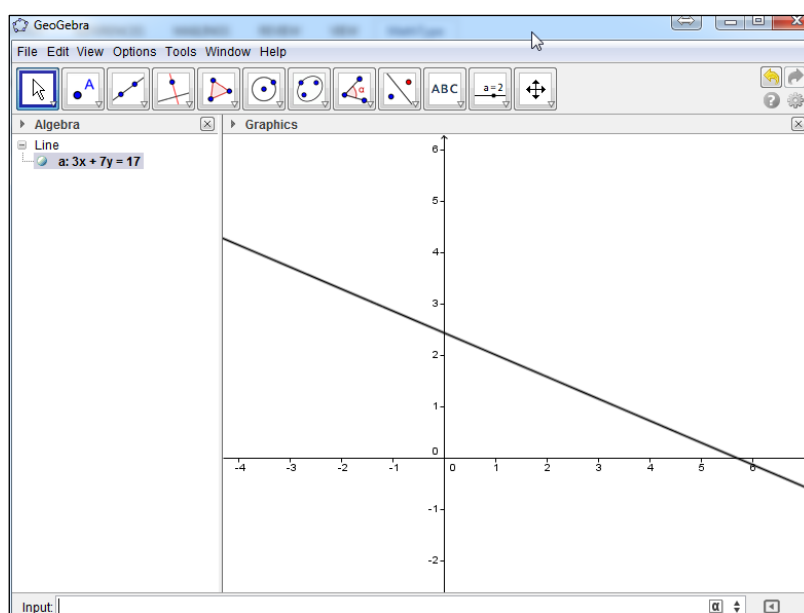 GeoGebra
File Edit View Options Tools Window Help
A
α
ABC
a=2
Algebra
Graphics
Line
a: 3x + 7y = 17
6
5
4
3
2
1
0
-4 -3 -2 -1 0 1 2 3 4 5 6
-1
-2
Input:
α